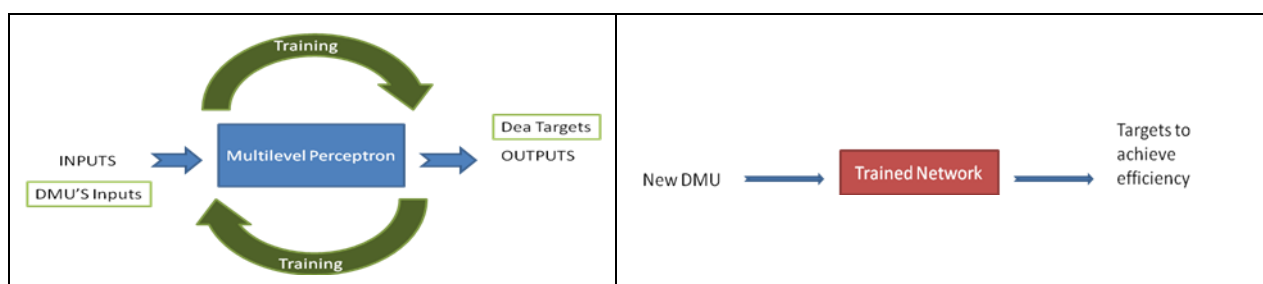 Training
Dea Targets
INPUTS
Multilevel Perceptron
OUTPUTS
DMU'S Inputs
Training
New DMU
Trained Network
Targets to
achieve
efficiency